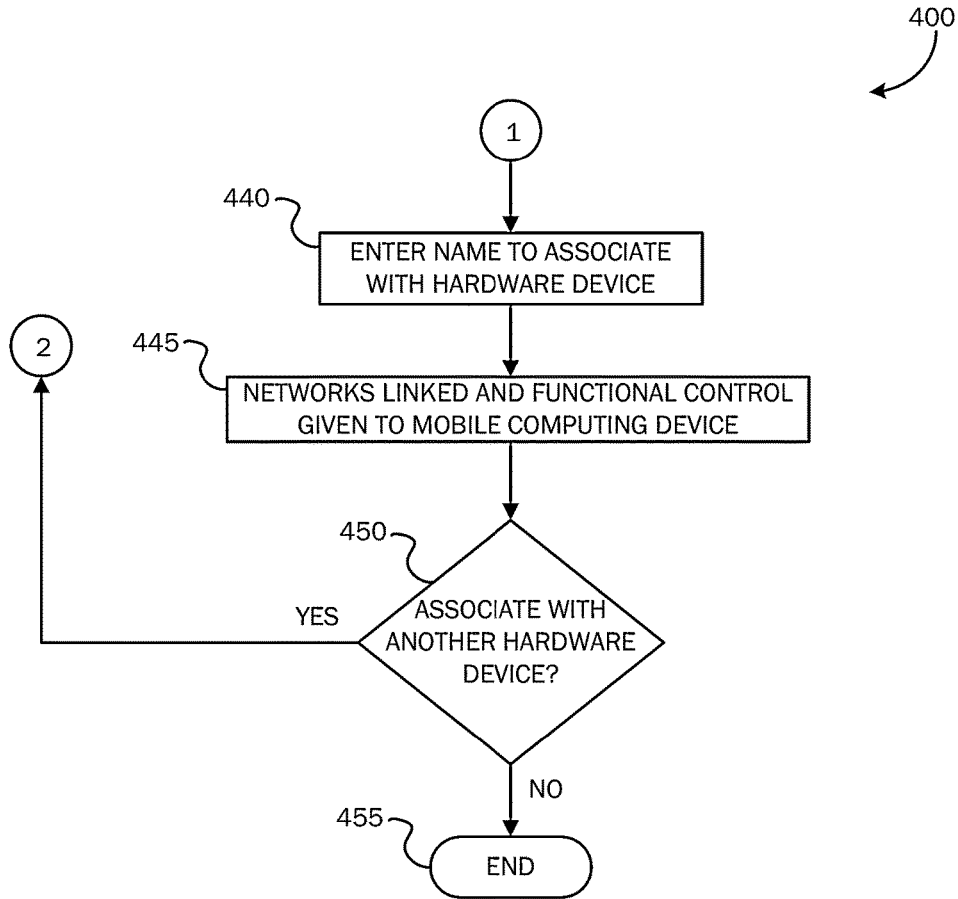 400
1
440
ENTER NAME TO ASSOCIATE
WITH HARDWARE DEVICE
2
445
NETWORKS LINKED AND FUNCTIONAL CONTROL
GIVEN TO MOBILE COMPUTING DEVICE
450
YES
ASSOCIATE WITH
ANOTHER HARDWARE
DEVICE?
NO
455
END